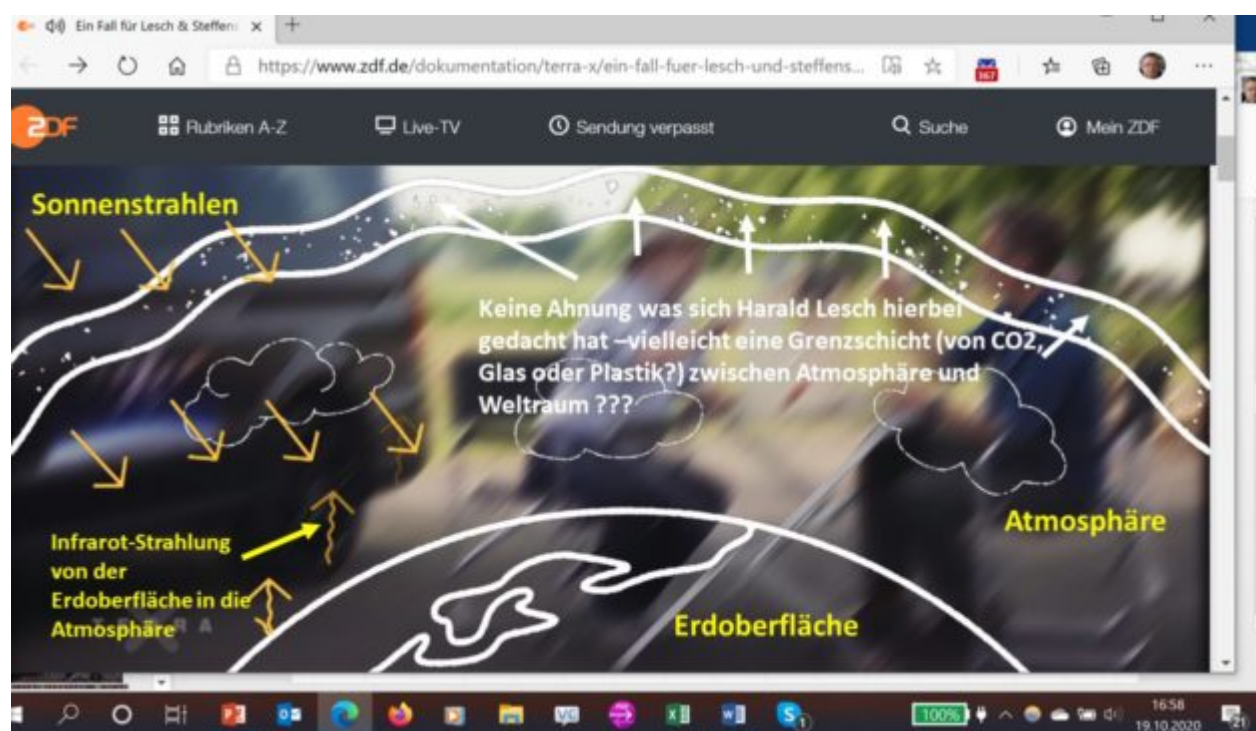 Ein Fall für Lesch & Steffens
https://www.zdf.de/dokumentation/terra-x/ein-fall-fuer-lesch-und-steffens...
367
ZDF
Rubriken A-Z
Live-TV
Sendung verpasst
Suche
Mein ZDF
Sonnenstrahlen
Keine Ahnung was sich Harald Lesch hierbei
gedacht hat –vielleicht eine Grenzschicht (von CO2,
Glas oder Plastik?) zwischen Atmosphäre und
Weltraum ???
Atmosphäre
Infrarot-Strahlung
von der
Erdoberfläche in die
Atmosphäre
Erdoberfläche
100%
16:58
19.10.2020
21